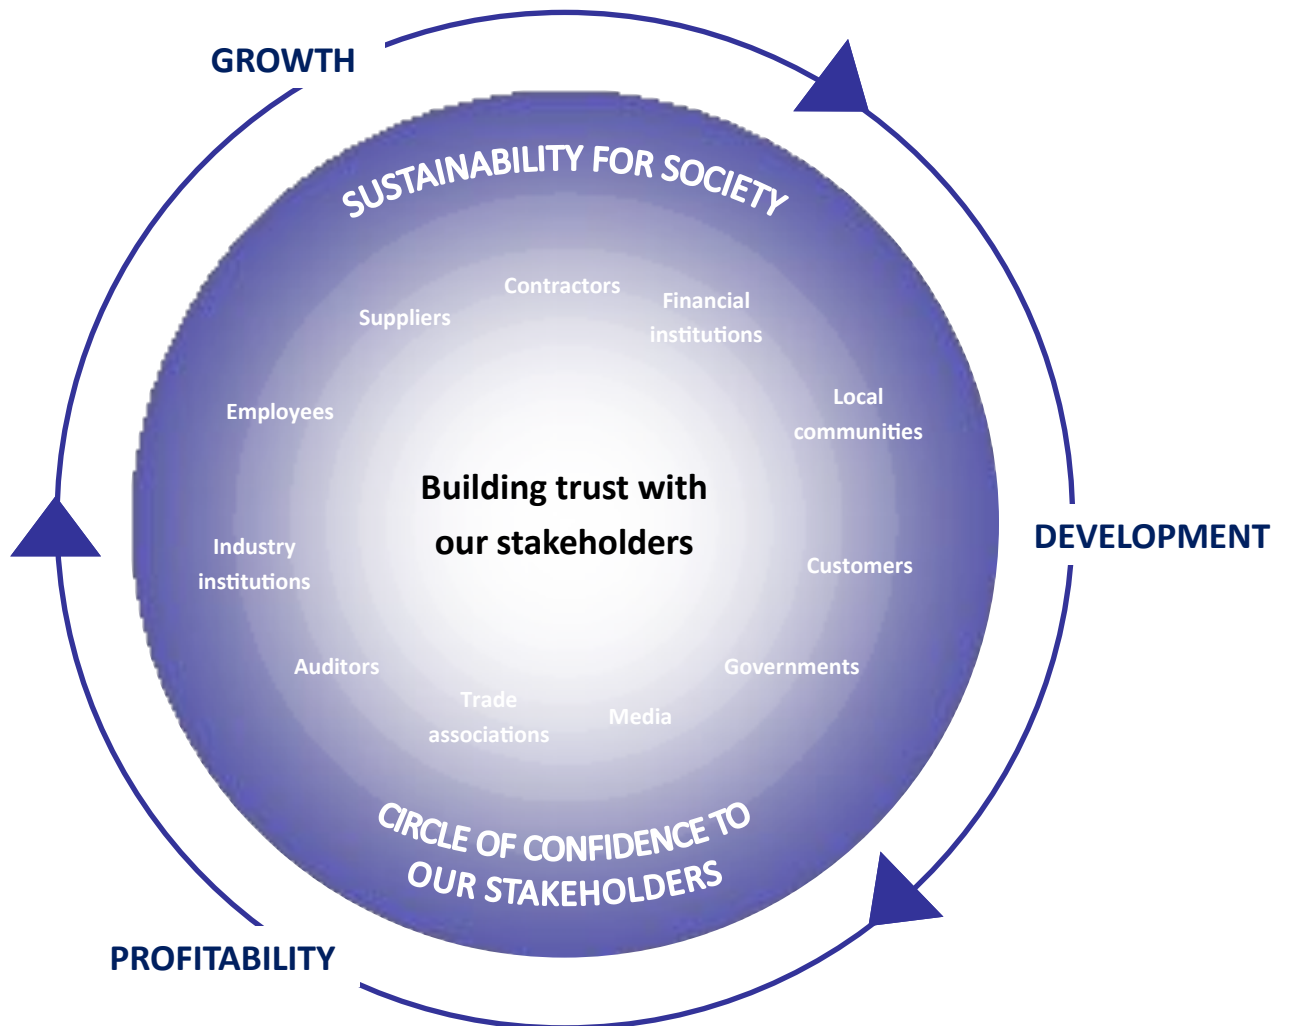 GROWTH
SUSTAINABILITY FOR SOCIETY
Contractors
Financial
institutions
Suppliers
Local
communities
Employees
Building trust with
our stakeholders
DEVELOPMENT
Industry
institutions
Customers
Auditors
Governments
Trade
associations
Media
CIRCLE OF CONFIDENCE TO
OUR STAKEHOLDERS
PROFITABILITY